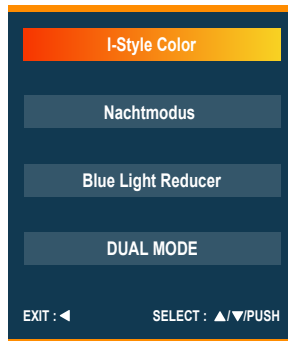 I-Style Color
Nachtmodus
Blue Light Reducer
DUAL MODE
EXIT : ◀ SELECT : ▲/▼/PUSH